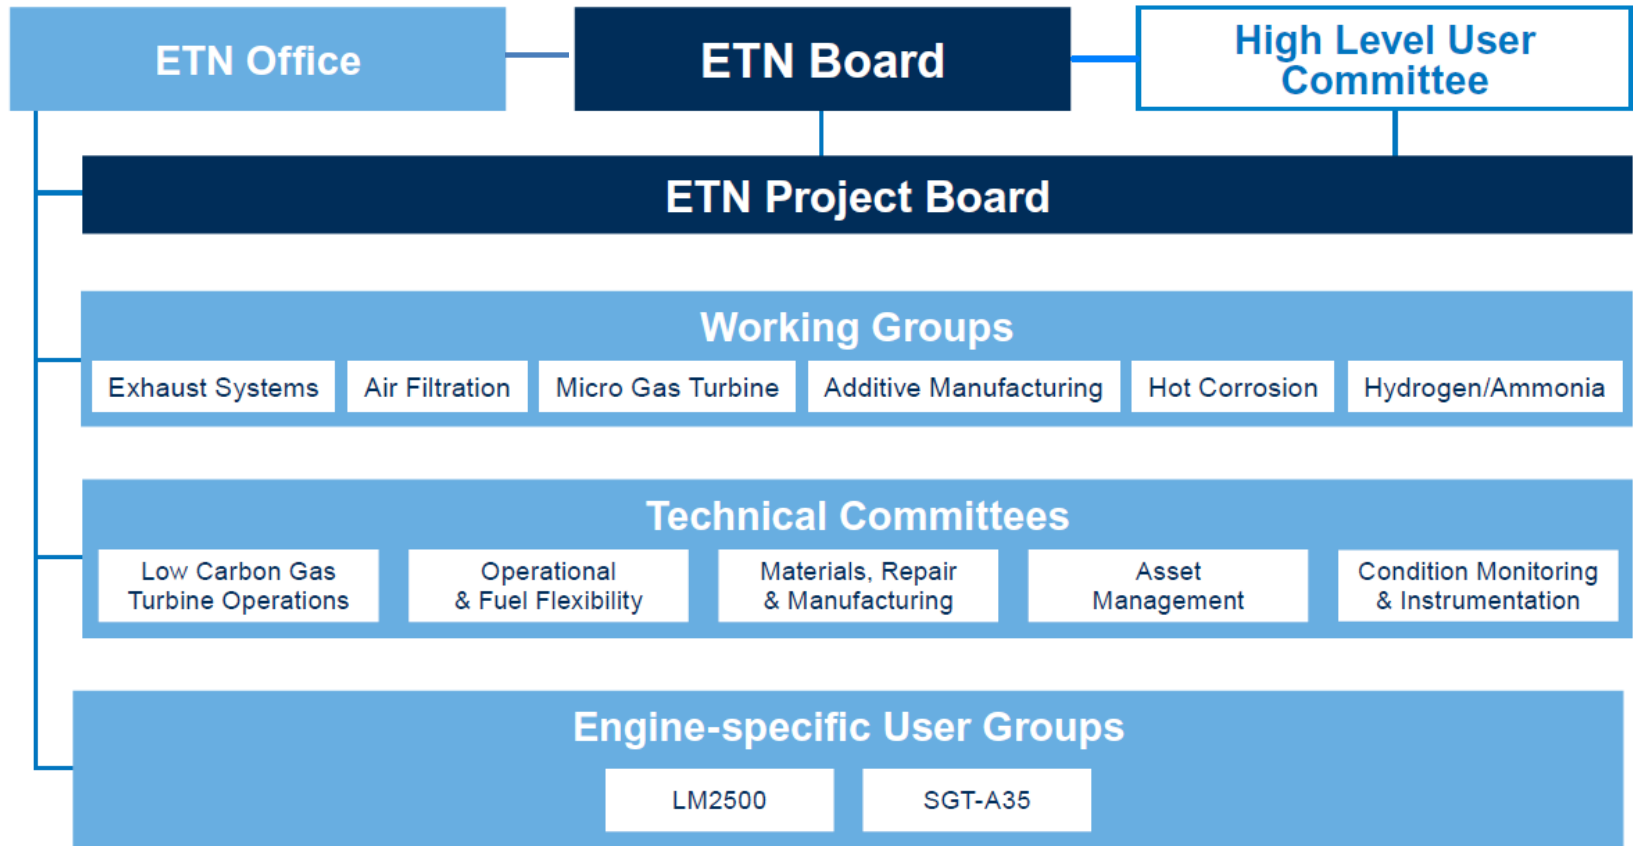 ETN Office
ETN Board
High Level User
Committee
ETN Project Board
Working Groups
Exhaust Systems
Air Filtration
Micro Gas Turbine
Additive Manufacturing
Hot Corrosion
Hydrogen/Ammonia
Technical Committees
Low Carbon Gas
Turbine Operations
Operational
& Fuel Flexibility
Materials, Repair
& Manufacturing
Asset
Management
Condition Monitoring
& Instrumentation
Engine-specific User Groups
LM2500
SGT-A35